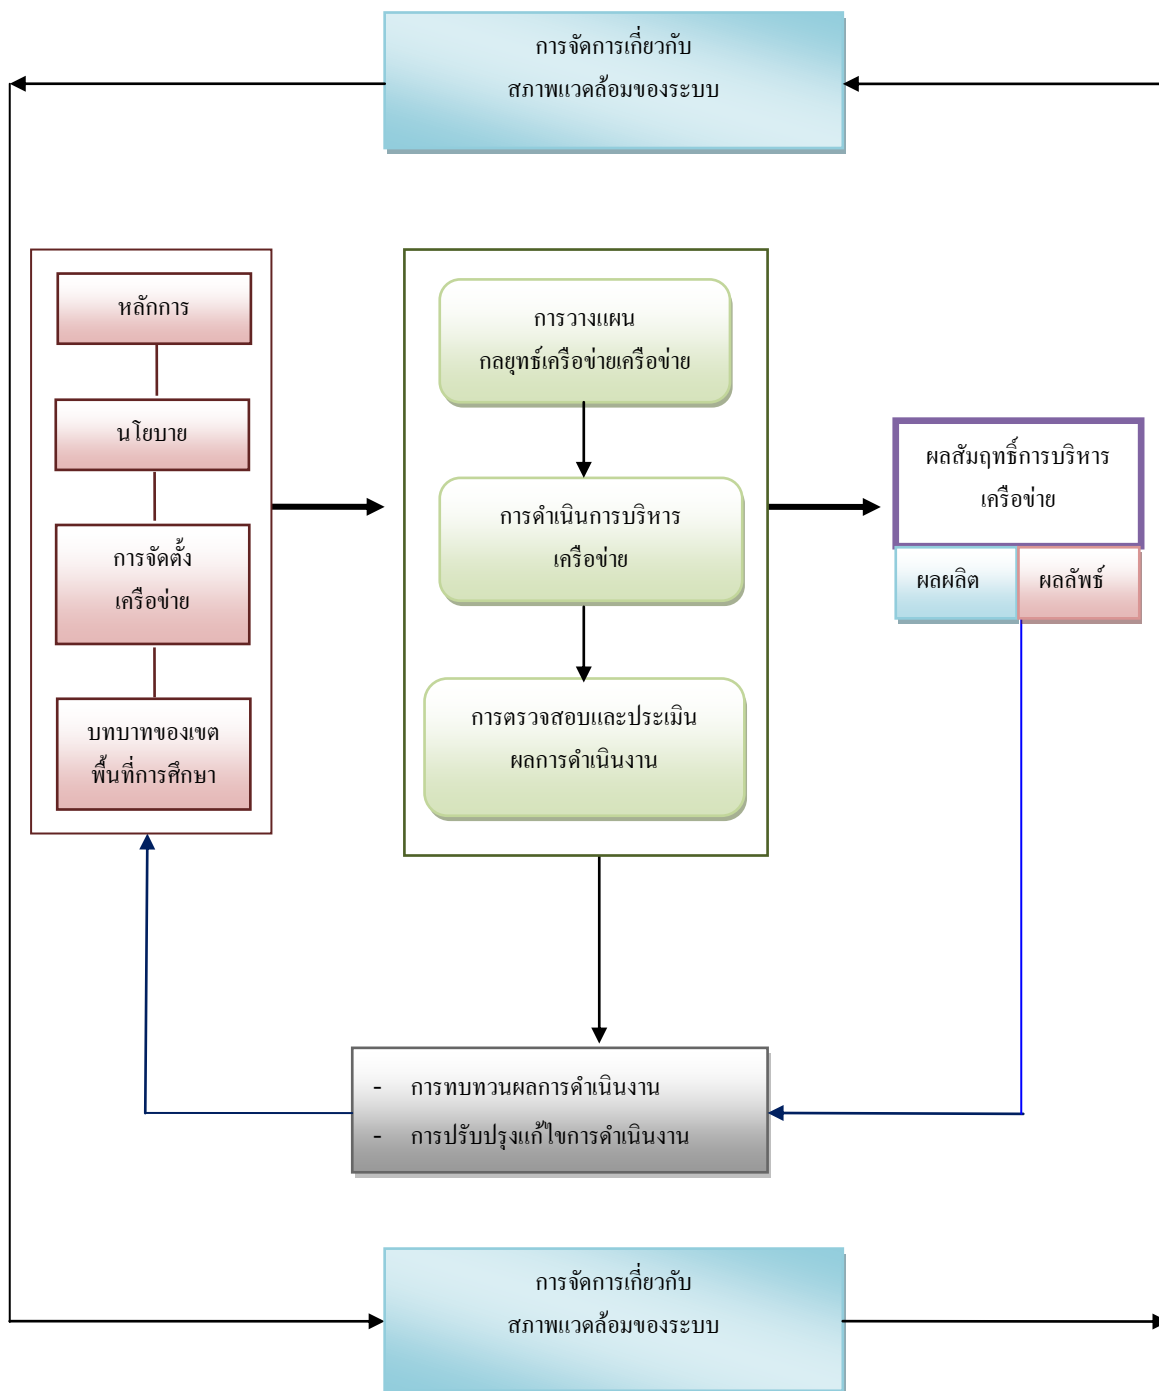 การจัดการเกี่ยวกับ
สภาพแวดล้อมของระบบ
หลักการ
นโยบาย
การจัดตั้ง
เครือข่าย
บทบาทของเขต
พื้นที่การศึกษา
การวางแผน
กลยุทธ์เครือข่ายเครือข่าย
การดำเนินการบริหาร
เครือข่าย
การตรวจสอบและประเมิน
ผลการดำเนินงาน
ผลสัมฤทธิ์การบริหาร
เครือข่าย
ผลผลิต
ผลลัพธ์
- การทบทวนผลการดำเนินงาน
- การปรับปรุงแก้ไขการดำเนินงาน
การจัดการเกี่ยวกับ
สภาพแวดล้อมของระบบ